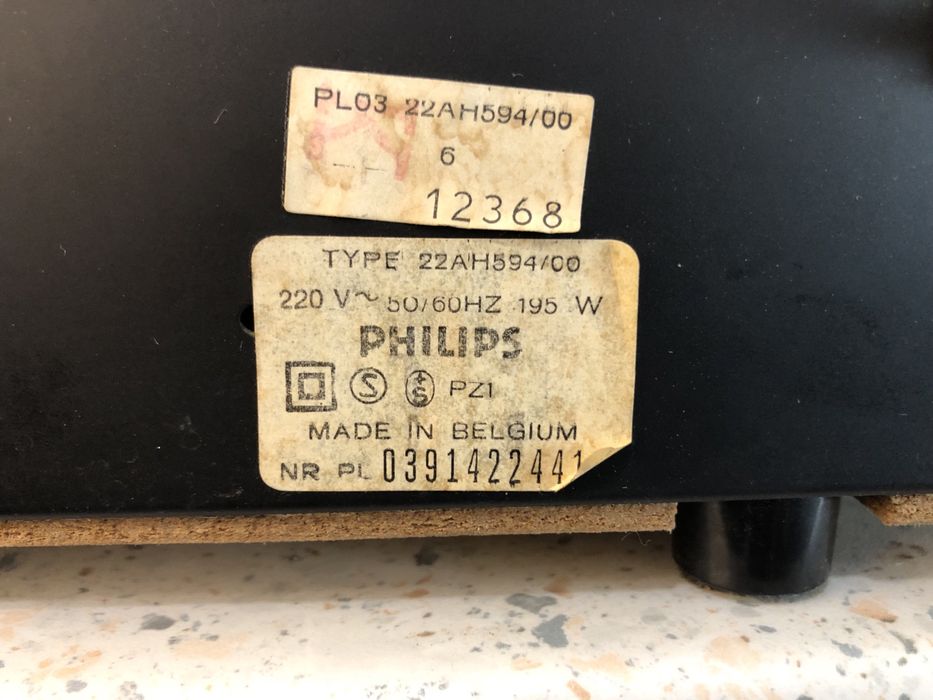 PL03 22AH594/00
6
12368
TYPE 22AH594/00
220 V~ 50/60HZ 195 W
PHILIPS
S +S PZ1
MADE IN BELGIUM
NR PL 0391422441